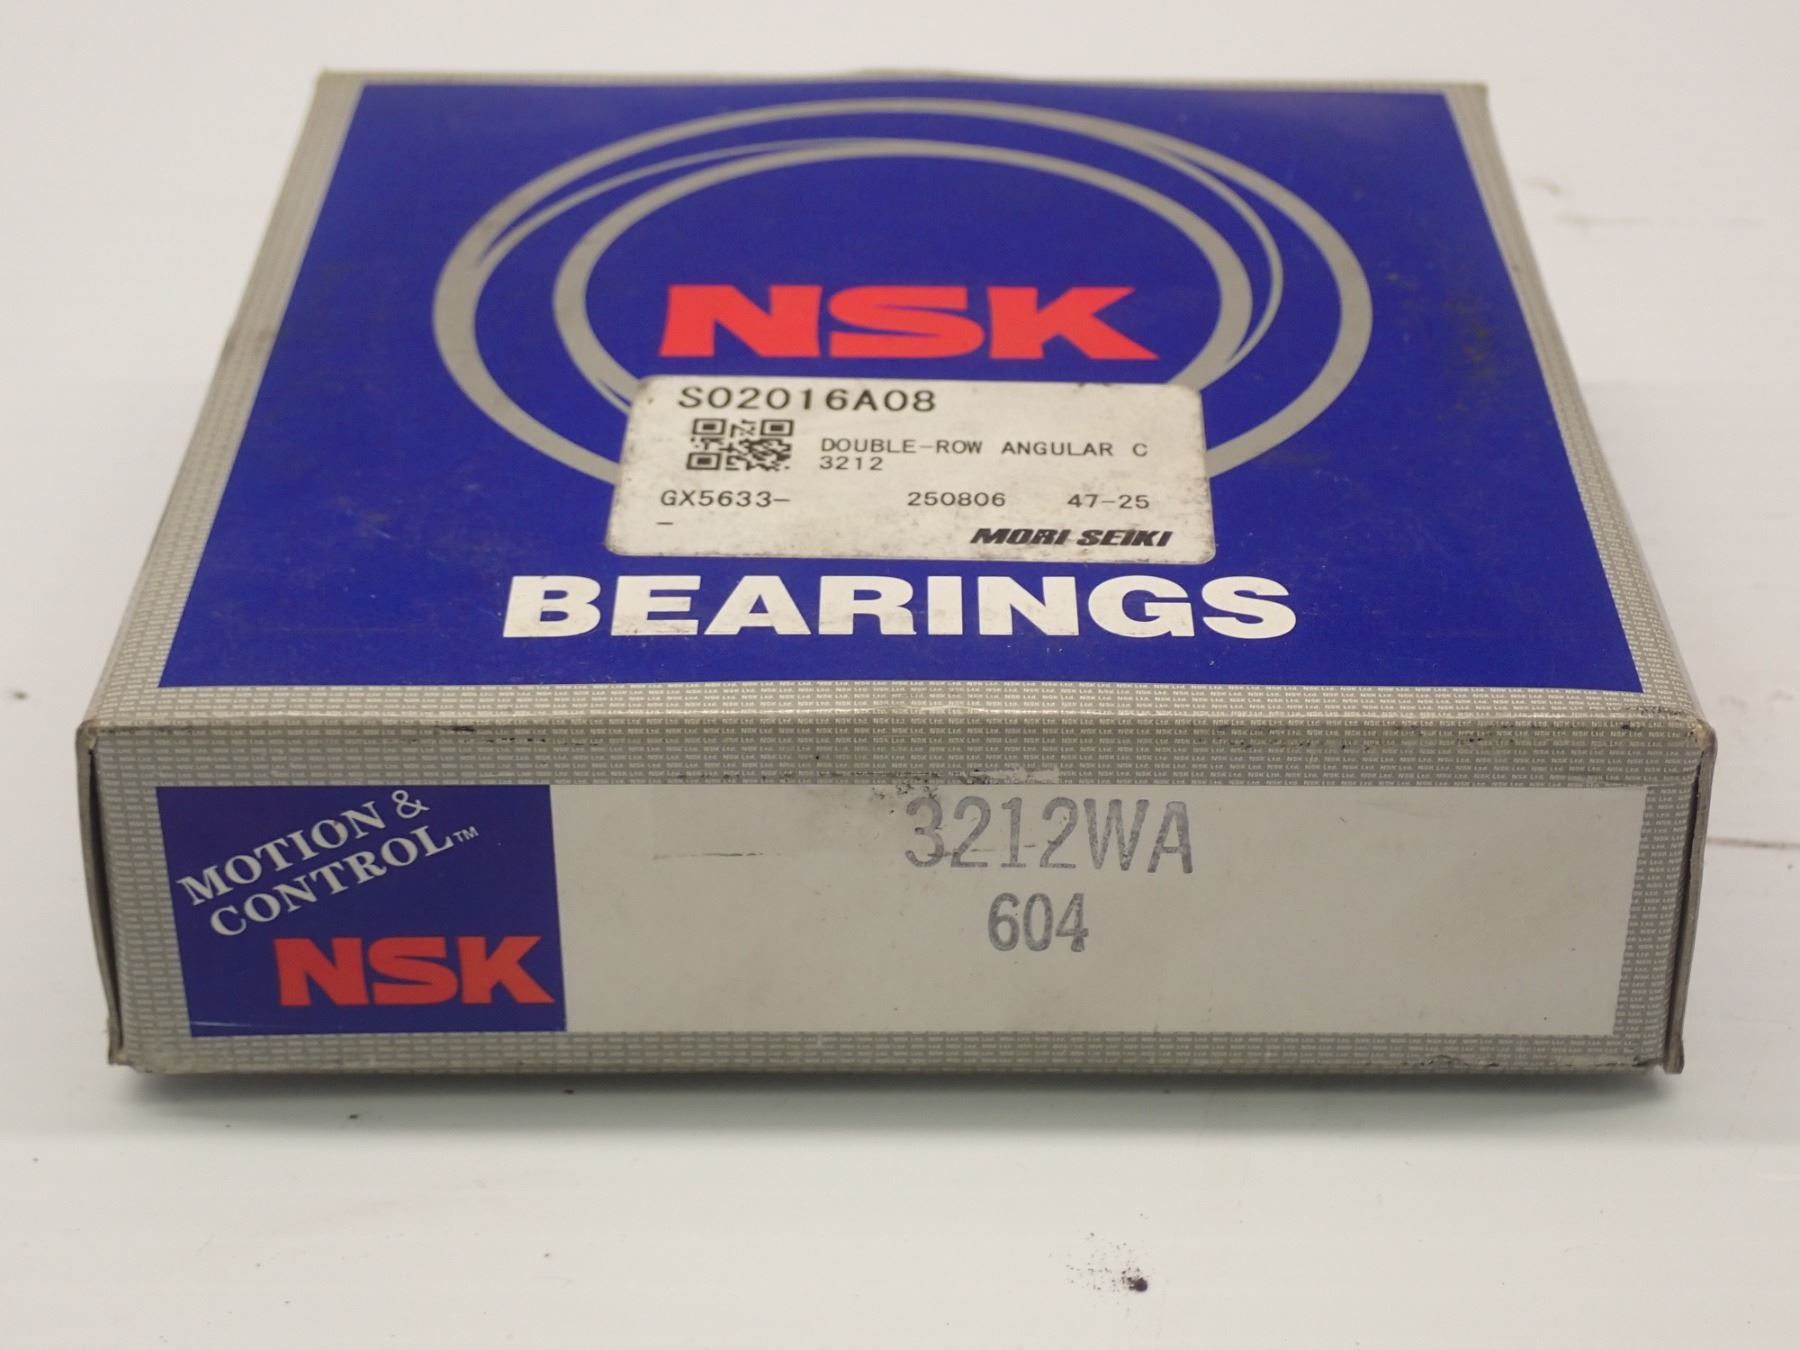 NSK
S02016A08
DOUBLE-ROW ANGULAR C
3212
GX5633- 250806 47-25
-
MORI SEIKI
BEARINGS
MOTION &
CONTROL™
NSK
3212WA
604